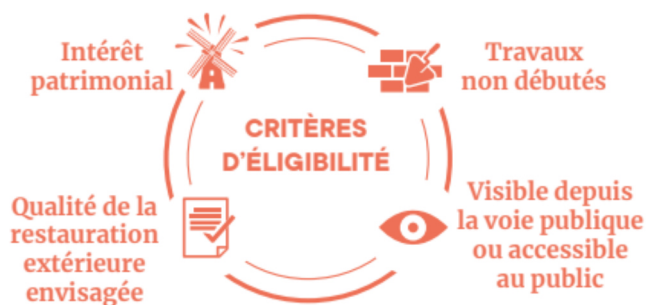 Intérêt
patrimonial
Travaux
non débutés
CRITÈRES
D'ÉLIGIBILITÉ
Qualité de la
restauration
extérieure
envisagée
Visible depuis
la voie publique
ou accessible
au public